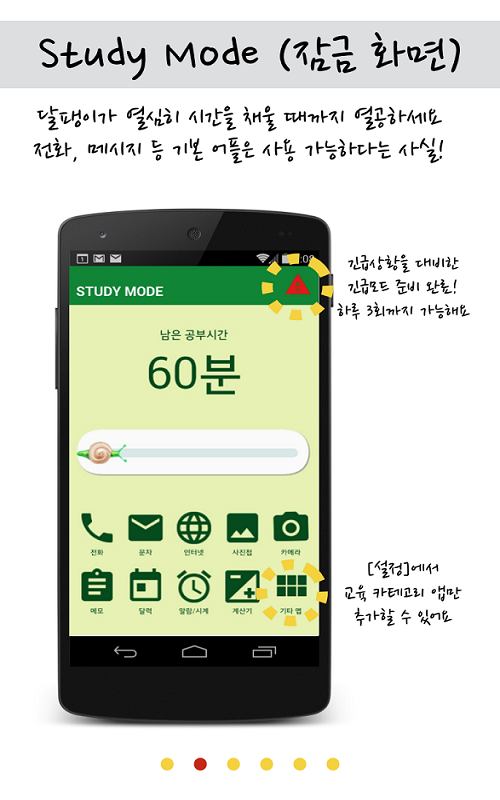 Study Mode (잠금 화면)
달팽이가 열심히 시간을 채울 때까지 열공하세요
전화, 메시지 등 기본 어플은 사용 가능하다는 사실!
긴급상황을 대비한
긴급모드 준비 완료!
하루 3회까지 가능해요
STUDY MODE
남은 공부시간
60분
전화
문자
인터넷
사진첩
카메라
메모
달력
알람/시계
계산기
기타 앱
[설정]에서
교육 카테고리 앱만
추가할 수 있어요